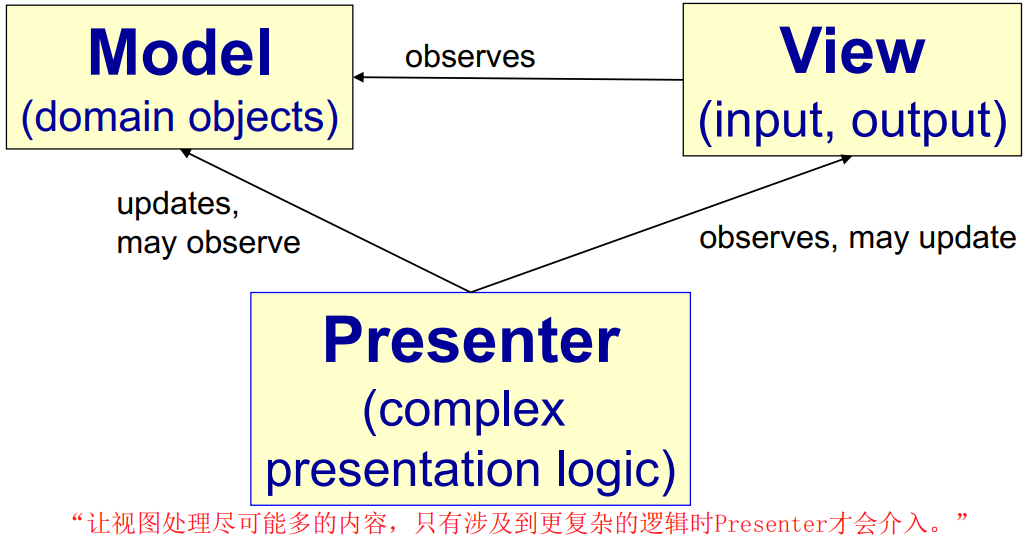 Model
(domain objects)
observes
View
(input, output)
updates,
may observe
observes, may update
Presenter
(complex
presentation logic)
“让视图处理尽可能多的内容，只有涉及到更复杂的逻辑时Presenter才会介入。”